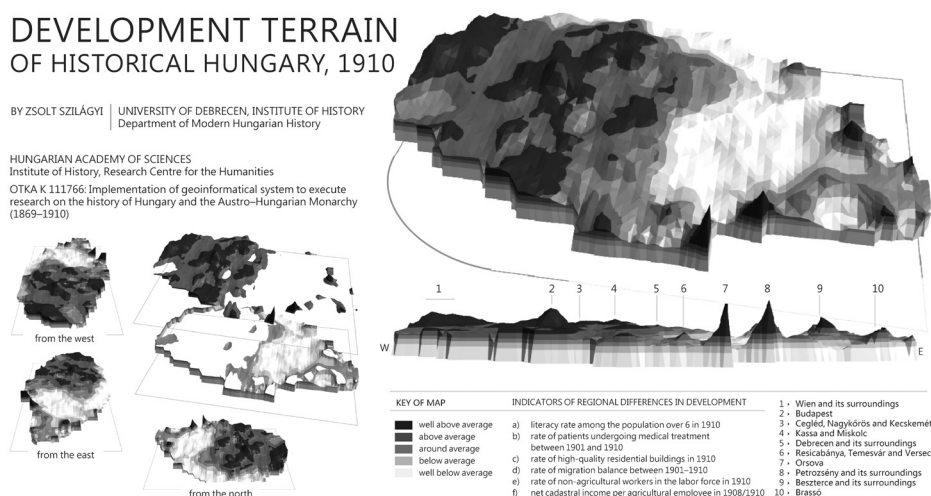 DEVELOPMENT TERRAIN
OF HISTORICAL HUNGARY, 1910
BY ZSOLT SZILÁGYI
UNIVERSITY OF DEBRECEN, INSTITUTE OF HISTORY
Department of Modern Hungarian History
HUNGARIAN ACADEMY OF SCIENCES
Institute of History, Research Centre for the Humanities
OTKA K 111766: Implementation of geoinformatical system to execute
research on the history of Hungary and the Austro–Hungarian Monarchy
(1869–1910)
from the west
from the east
from the north
1 2 3 4 5 6 7 8 9 10
W E
KEY OF MAP
well above average
above average
around average
below average
well below average
INDICATORS OF REGIONAL DIFFERENCES IN DEVELOPMENT
a) literacy rate among the population over 6 in 1910
b) rate of patients undergoing medical treatment
between 1901 and 1910
c) rate of high-quality residential buildings in 1910
d) rate of migration balance between 1901–1910
e) rate of non-agricultural workers in the labor force in 1910
f) net cadastral income per agricultural employee in 1908/1910
1 Wien and its surroundings
2 Budapest
3 Cegléd, Nagykőrös and Kecskemét
4 Kassa and Miskolc
5 Debrecen and its surroundings
6 Resicabánya, Temesvár and Versec
7 Orsova
8 Petrozsény and its surroundings
9 Beszterce and its surroundings
10 Brassó